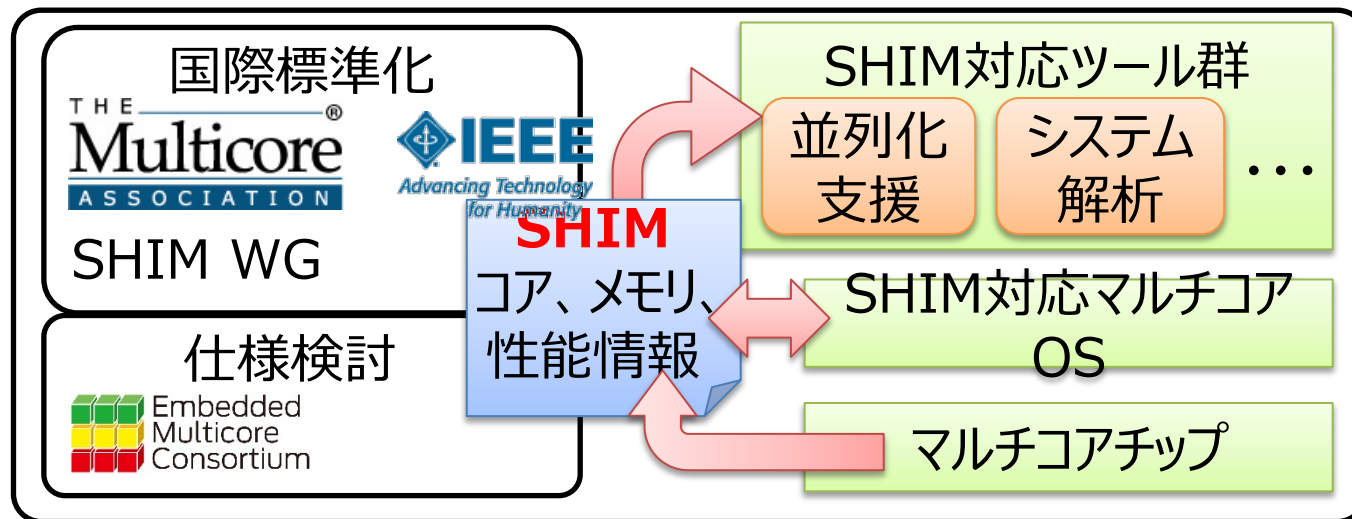 国際標準化
THE
Multicore®
ASSOCIATION
IEEE
Advancing Technology
for Humanity
SHIM WG
仕様検討
Embedded
Multicore
Consortium
SHIM
コア、メモリ、
性能情報
SHIM対応ツール群
並列化
支援
システム
解析
・・・
SHIM対応マルチコア
OS
マルチコアチップ